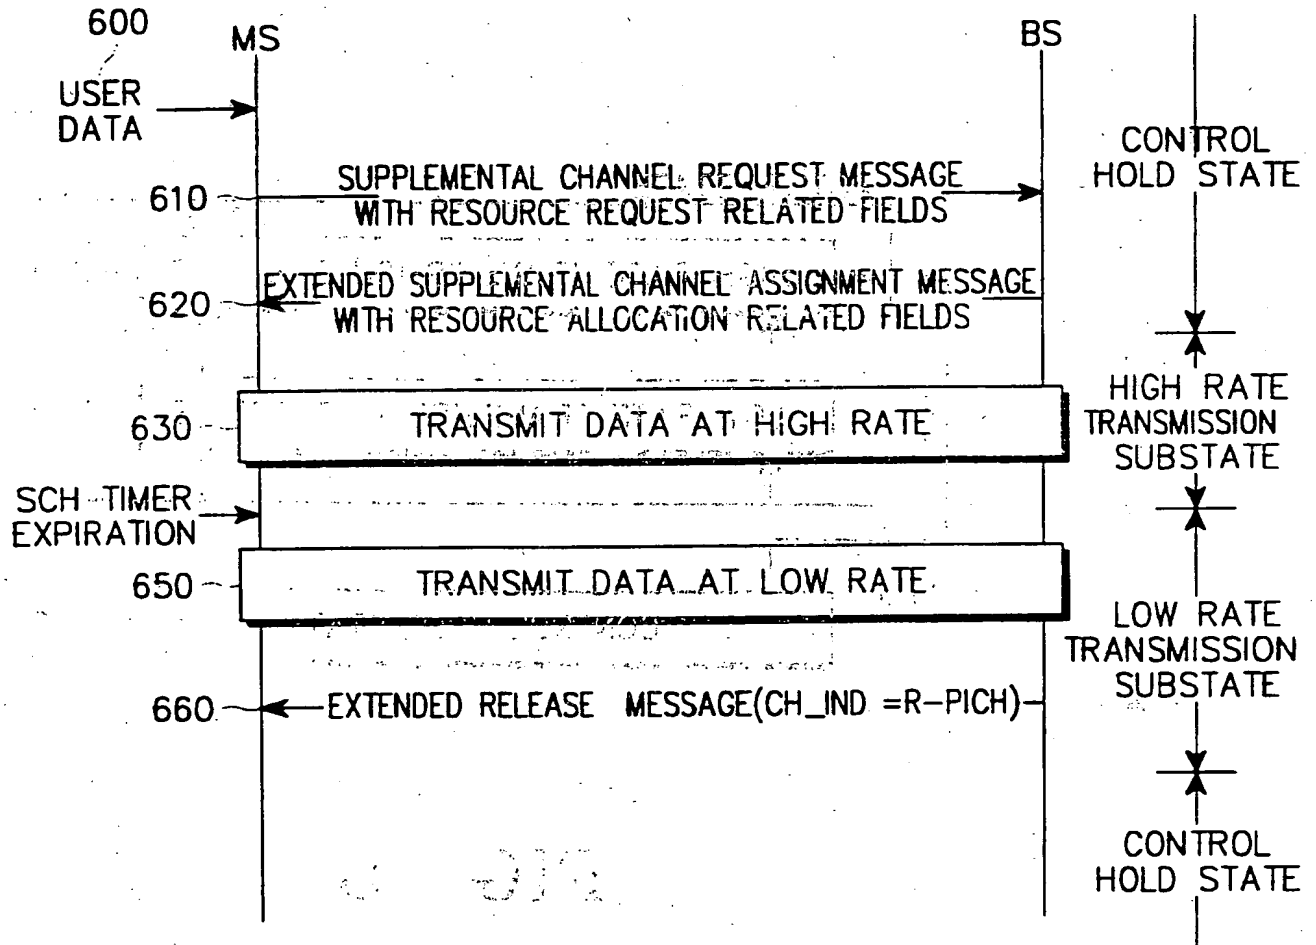 600
MS
BS
USER
DATA
CONTROL
HOLD STATE
610
SUPPLEMENTAL CHANNEL REQUEST MESSAGE
WITH RESOURCE REQUEST RELATED FIELDS
620
EXTENDED SUPPLEMENTAL CHANNEL ASSIGNMENT MESSAGE
WITH RESOURCE ALLOCATION RELATED FIELDS
630
TRANSMIT DATA AT HIGH RATE
HIGH RATE
TRANSMISSION
SUBSTATE
SCH TIMER
EXPIRATION
650
TRANSMIT DATA AT LOW RATE
LOW RATE
TRANSMISSION
SUBSTATE
660
EXTENDED RELEASE MESSAGE(CH_IND =R-PICH)
CONTROL
HOLD STATE